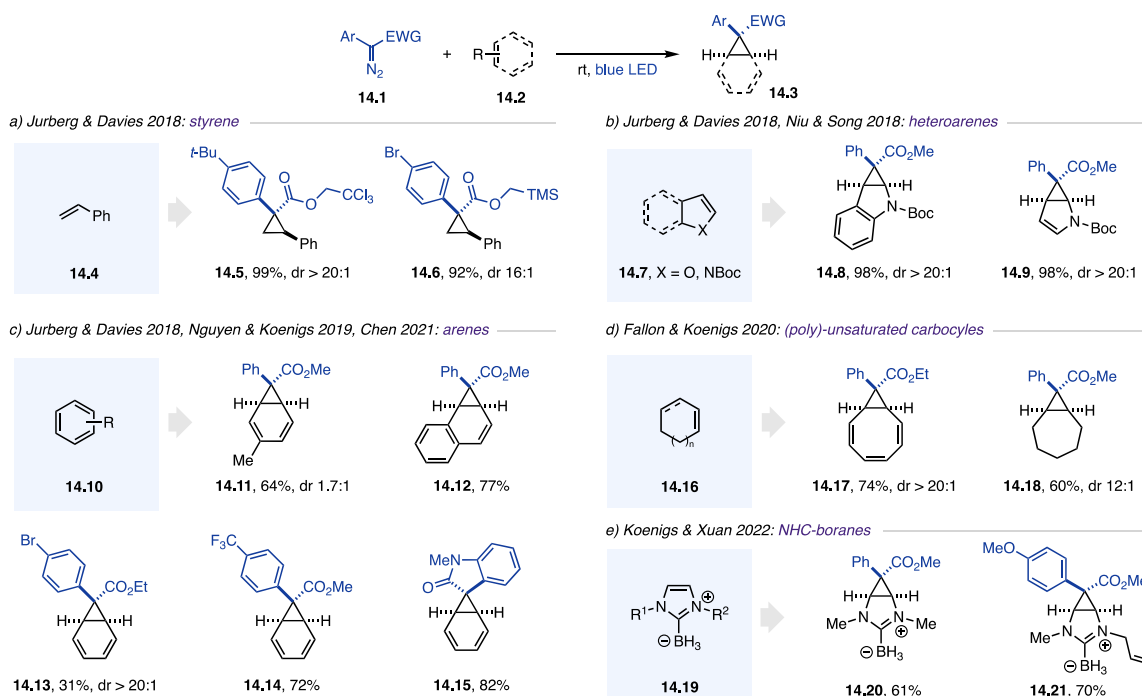 Ar EWG
N2
14.1
+
R
14.2
rt, blue LED
Ar EWG
H H
14.3
a) Jurberg & Davies 2018: styrene
Ph
14.4
t-Bu
O
O
CCl3
Ph
14.5, 99%, dr > 20:1
Br
O
O
TMS
Ph
14.6, 92%, dr 16:1
b) Jurberg & Davies 2018, Niu & Song 2018: heteroarenes
X
14.7, X = O, NBoc
Ph CO2Me
H H
N Boc
14.8, 98%, dr > 20:1
Ph CO2Me
H H
N
Boc
14.9, 98%, dr > 20:1
c) Jurberg & Davies 2018, Nguyen & Koenigs 2019, Chen 2021: arenes
R
14.10
Ph CO2Me
H H
Me
14.11, 64%, dr 1.7:1
Ph CO2Me
H H
14.12, 77%
Br
CO2Et
H H
14.13, 31%, dr > 20:1
F3C
CO2Me
H H
14.14, 72%
MeN
O
H H
14.15, 82%
d) Fallon & Koenigs 2020: (poly)-unsaturated carbocyles
( )n
14.16
Ph CO2Et
H H
14.17, 74%, dr > 20:1
Ph CO2Me
H H
14.18, 60%, dr 12:1
e) Koenigs & Xuan 2022: NHC-boranes
R1 N N R2
⊕
⊖ BH3
14.19
Ph CO2Me
H H
Me N N Me
⊕
⊖ BH3
14.20, 61%
MeO
CO2Me
H H
Me N N
⊕
⊖ BH3
14.21, 70%